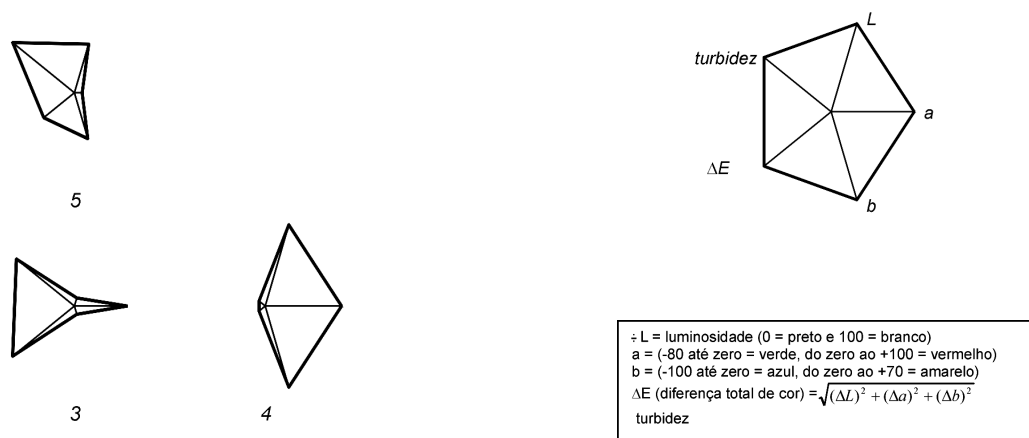 L
turbidez
a
ΔE
b
5
3
4
÷ L = luminosidade (0 = preto e 100 = branco)
a = (-80 até zero = verde, do zero ao +100 = vermelho)
b = (-100 até zero = azul, do zero ao +70 = amarelo)
ΔE (diferença total de cor) = √(ΔL)² + (Δa)² + (Δb)²
turbidez